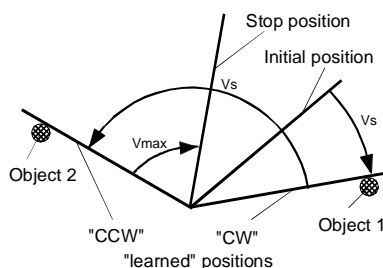 Stop position
Initial position
Vs
Vs
Vmax
Object 2
Object 1
"CCW"
"CW"
"learned" positions